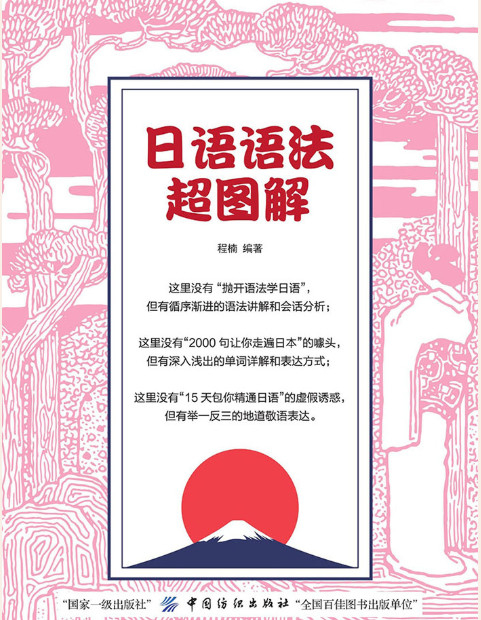 日语语法
超图解
程楠 编著
这里没有“抛开语法学日语”，
但有循序渐进的语法讲解和会话分析；
这里没有“2000 句让你走遍日本”的噱头，
但有深入浅出的单词详解和表达方式；
这里没有“15 天包你精通日语”的虚假诱惑，
但有举一反三的地道敬语表达。
“国家一级出版社” 中国纺织出版社 “全国百佳图书出版单位”